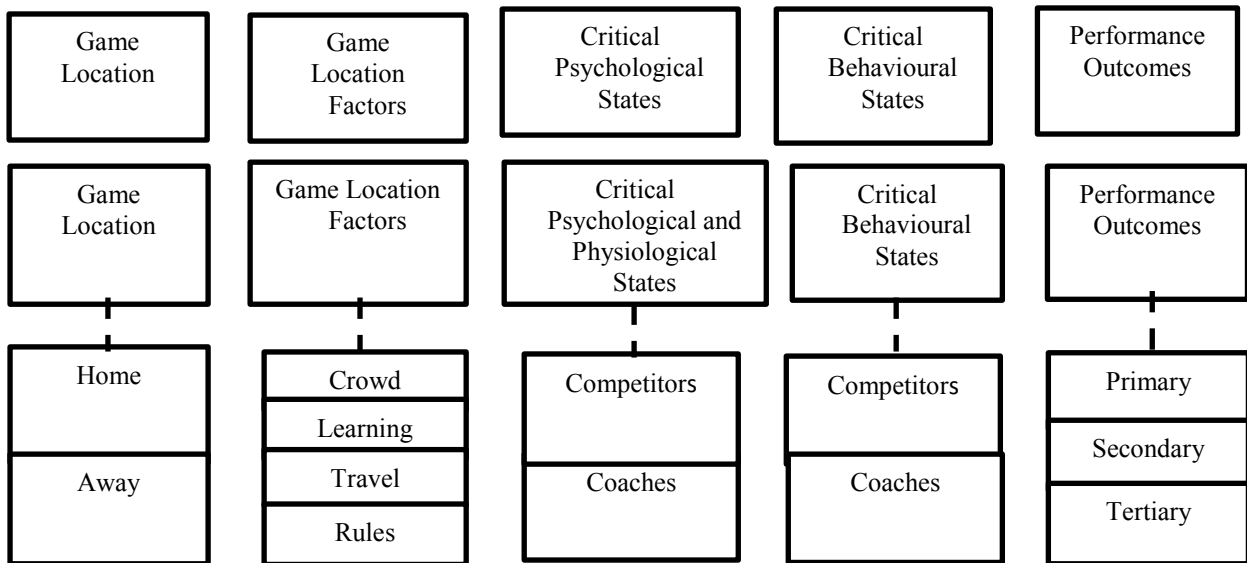 Game
Location
Game
Location
Factors
Critical
Psychological
States
Critical
Behavioural
States
Performance
Outcomes
Game
Location
Game Location
Factors
Critical
Psychological and
Physiological
States
Critical
Behavioural
States
Performance
Outcomes
Home
Away
Crowd
Learning
Travel
Rules
Competitors
Coaches
Competitors
Coaches
Primary
Secondary
Tertiary